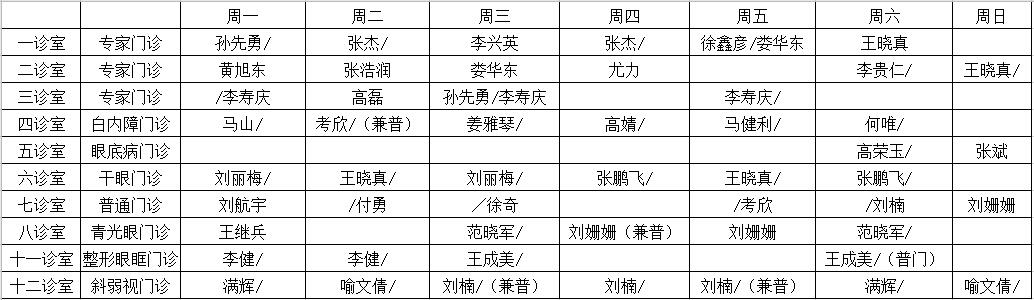 周一 周二 周三 周四 周五 周六 周日
一诊室 专家门诊 孙先勇/ 张杰/ 李兴英 张杰/ 徐鑫彦/娄华东 王晓真
二诊室 专家门诊 黄旭东 张浩润 娄华东 尤力 李贵仁/ 王晓真/
三诊室 专家门诊 /李寿庆 高磊 孙先勇/李寿庆 李寿庆/
四诊室 白内障门诊 马山/ 考欣/（兼普） 姜雅琴/ 高婧/ 马健利/ 何唯/
五诊室 眼底病门诊 高荣玉/ 张斌
六诊室 干眼门诊 刘丽梅/ 王晓真/ 刘丽梅/ 张鹏飞/ 王晓真/ 张鹏飞/
七诊室 普通门诊 刘航宇 /付勇 ／徐奇 /考欣 /刘楠 刘姗姗
八诊室 青光眼门诊 王继兵 范晓军/ 刘姗姗（兼普） 刘姗姗 范晓军/
十一诊室 整形眼眶门诊 李健/ 李健/ 王成美/ 王成美/（普门）
十二诊室 斜弱视门诊 满辉/ 喻文倩/ 刘楠/（兼普） 刘楠/ 刘楠/（兼普） 满辉/ 喻文倩/